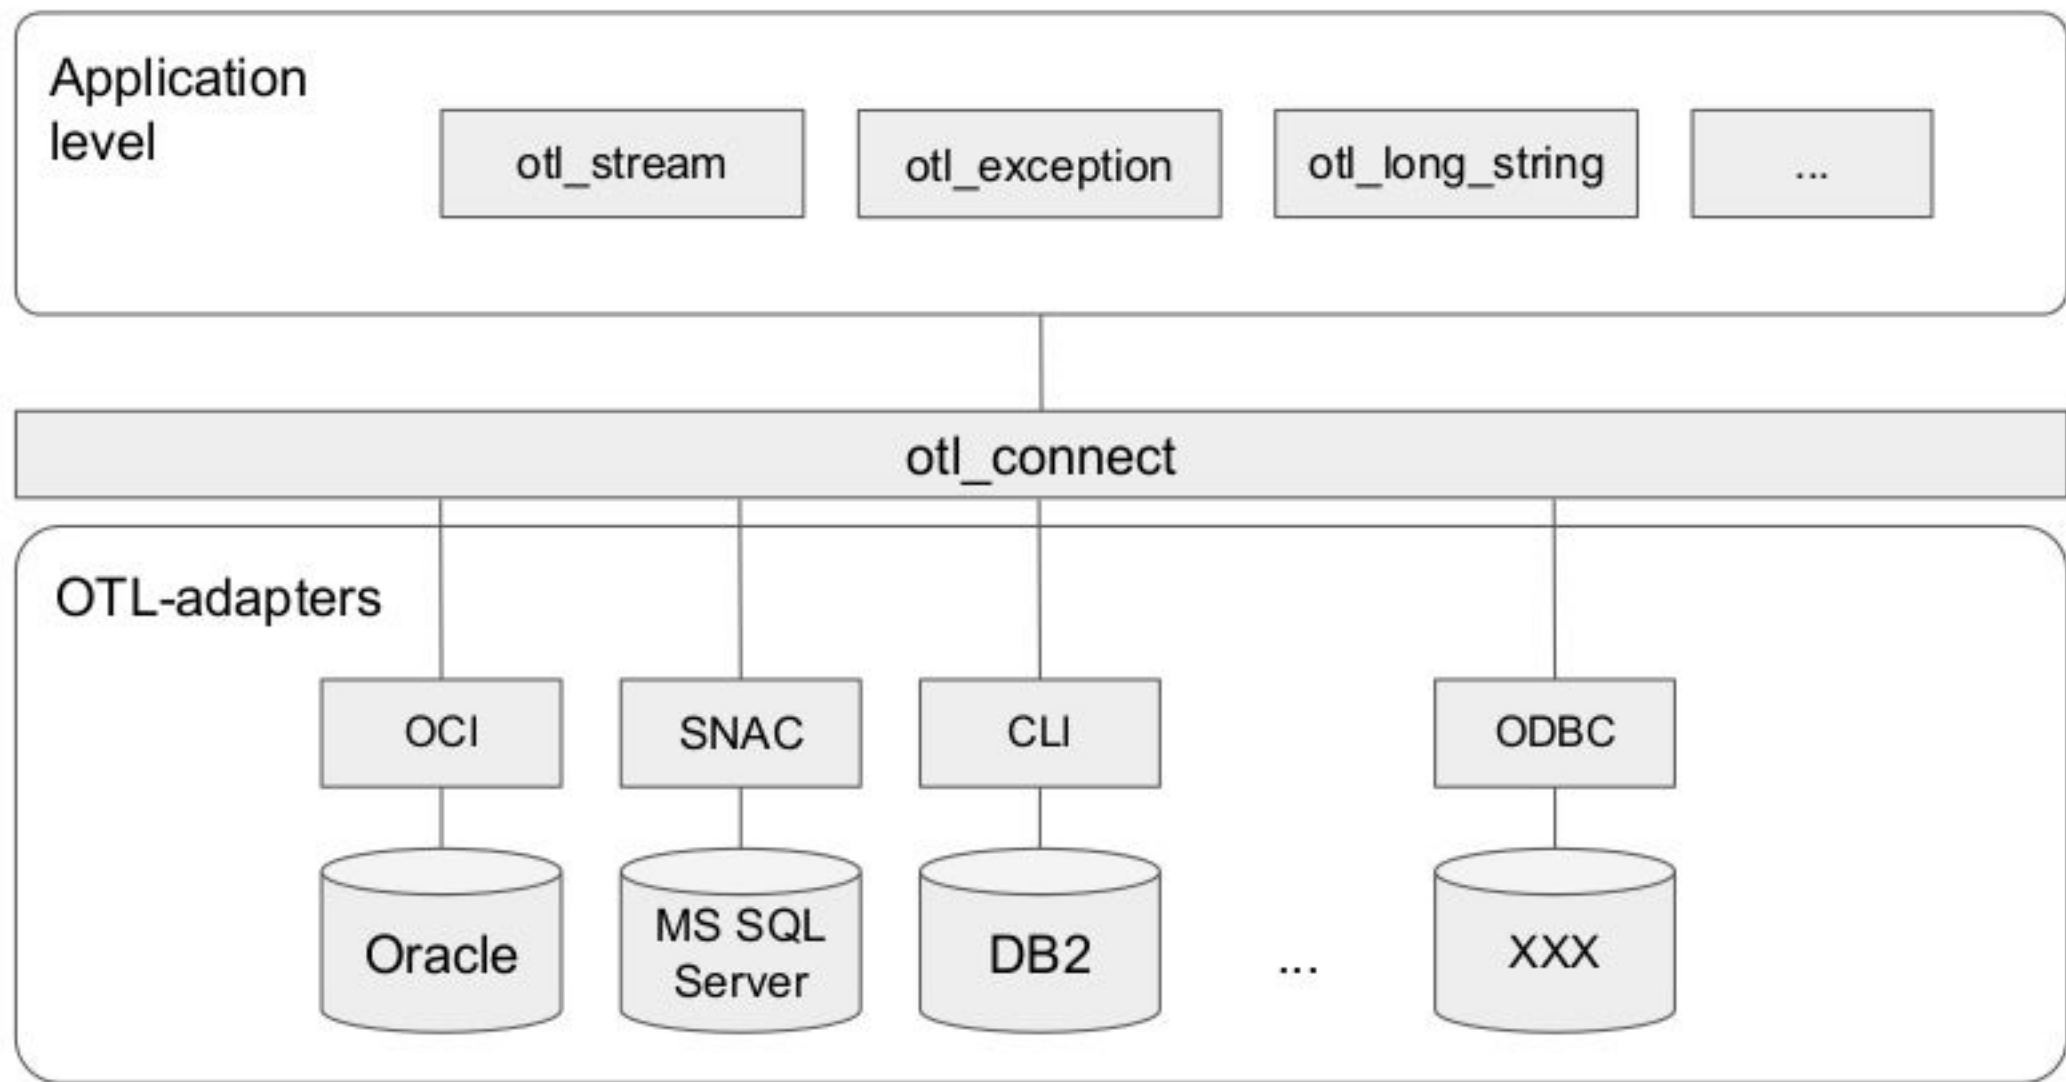 Application
level
otl_stream
otl_exception
otl_long_string
...
otl_connect
OTL-adapters
OCI
SNAC
CLI
ODBC
Oracle
MS SQL
Server
DB2
...
XXX